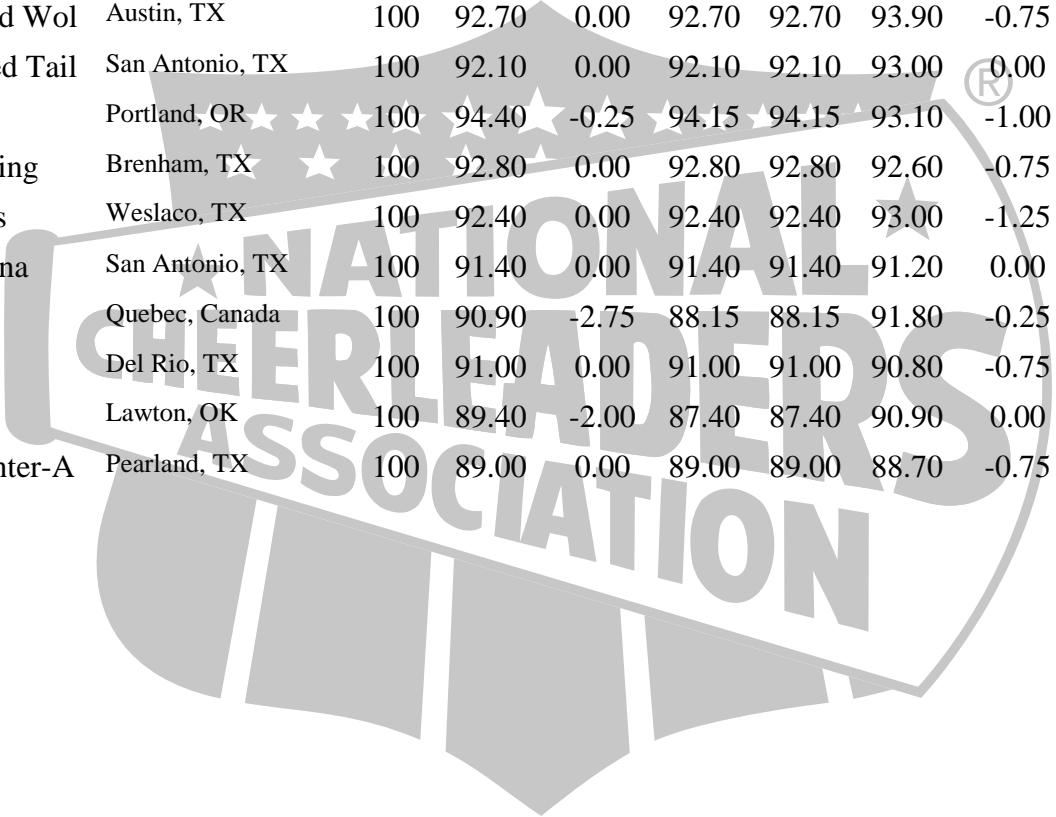 d Wol Austin, TX 100 92.70 0.00 92.70 92.70 93.90 -0.75
ed Tail San Antonio, TX 100 92.10 0.00 92.10 92.10 93.00 0.00
Portland, OR 100 94.40 -0.25 94.15 94.15 93.10 -1.00
ing Brenham, TX 100 92.80 0.00 92.80 92.80 92.60 -0.75
s Weslaco, TX 100 92.40 0.00 92.40 92.40 93.00 -1.25
na San Antonio, TX 100 91.40 0.00 91.40 91.40 91.20 0.00
Quebec, Canada 100 90.90 -2.75 88.15 88.15 91.80 -0.25
Del Rio, TX 100 91.00 0.00 91.00 91.00 90.80 -0.75
Lawton, OK 100 89.40 -2.00 87.40 87.40 90.90 0.00
nter-A Pearland, TX 100 89.00 0.00 89.00 89.00 88.70 -0.75
®
NATIONAL
CHEERLEADERS
ASSOCIATION